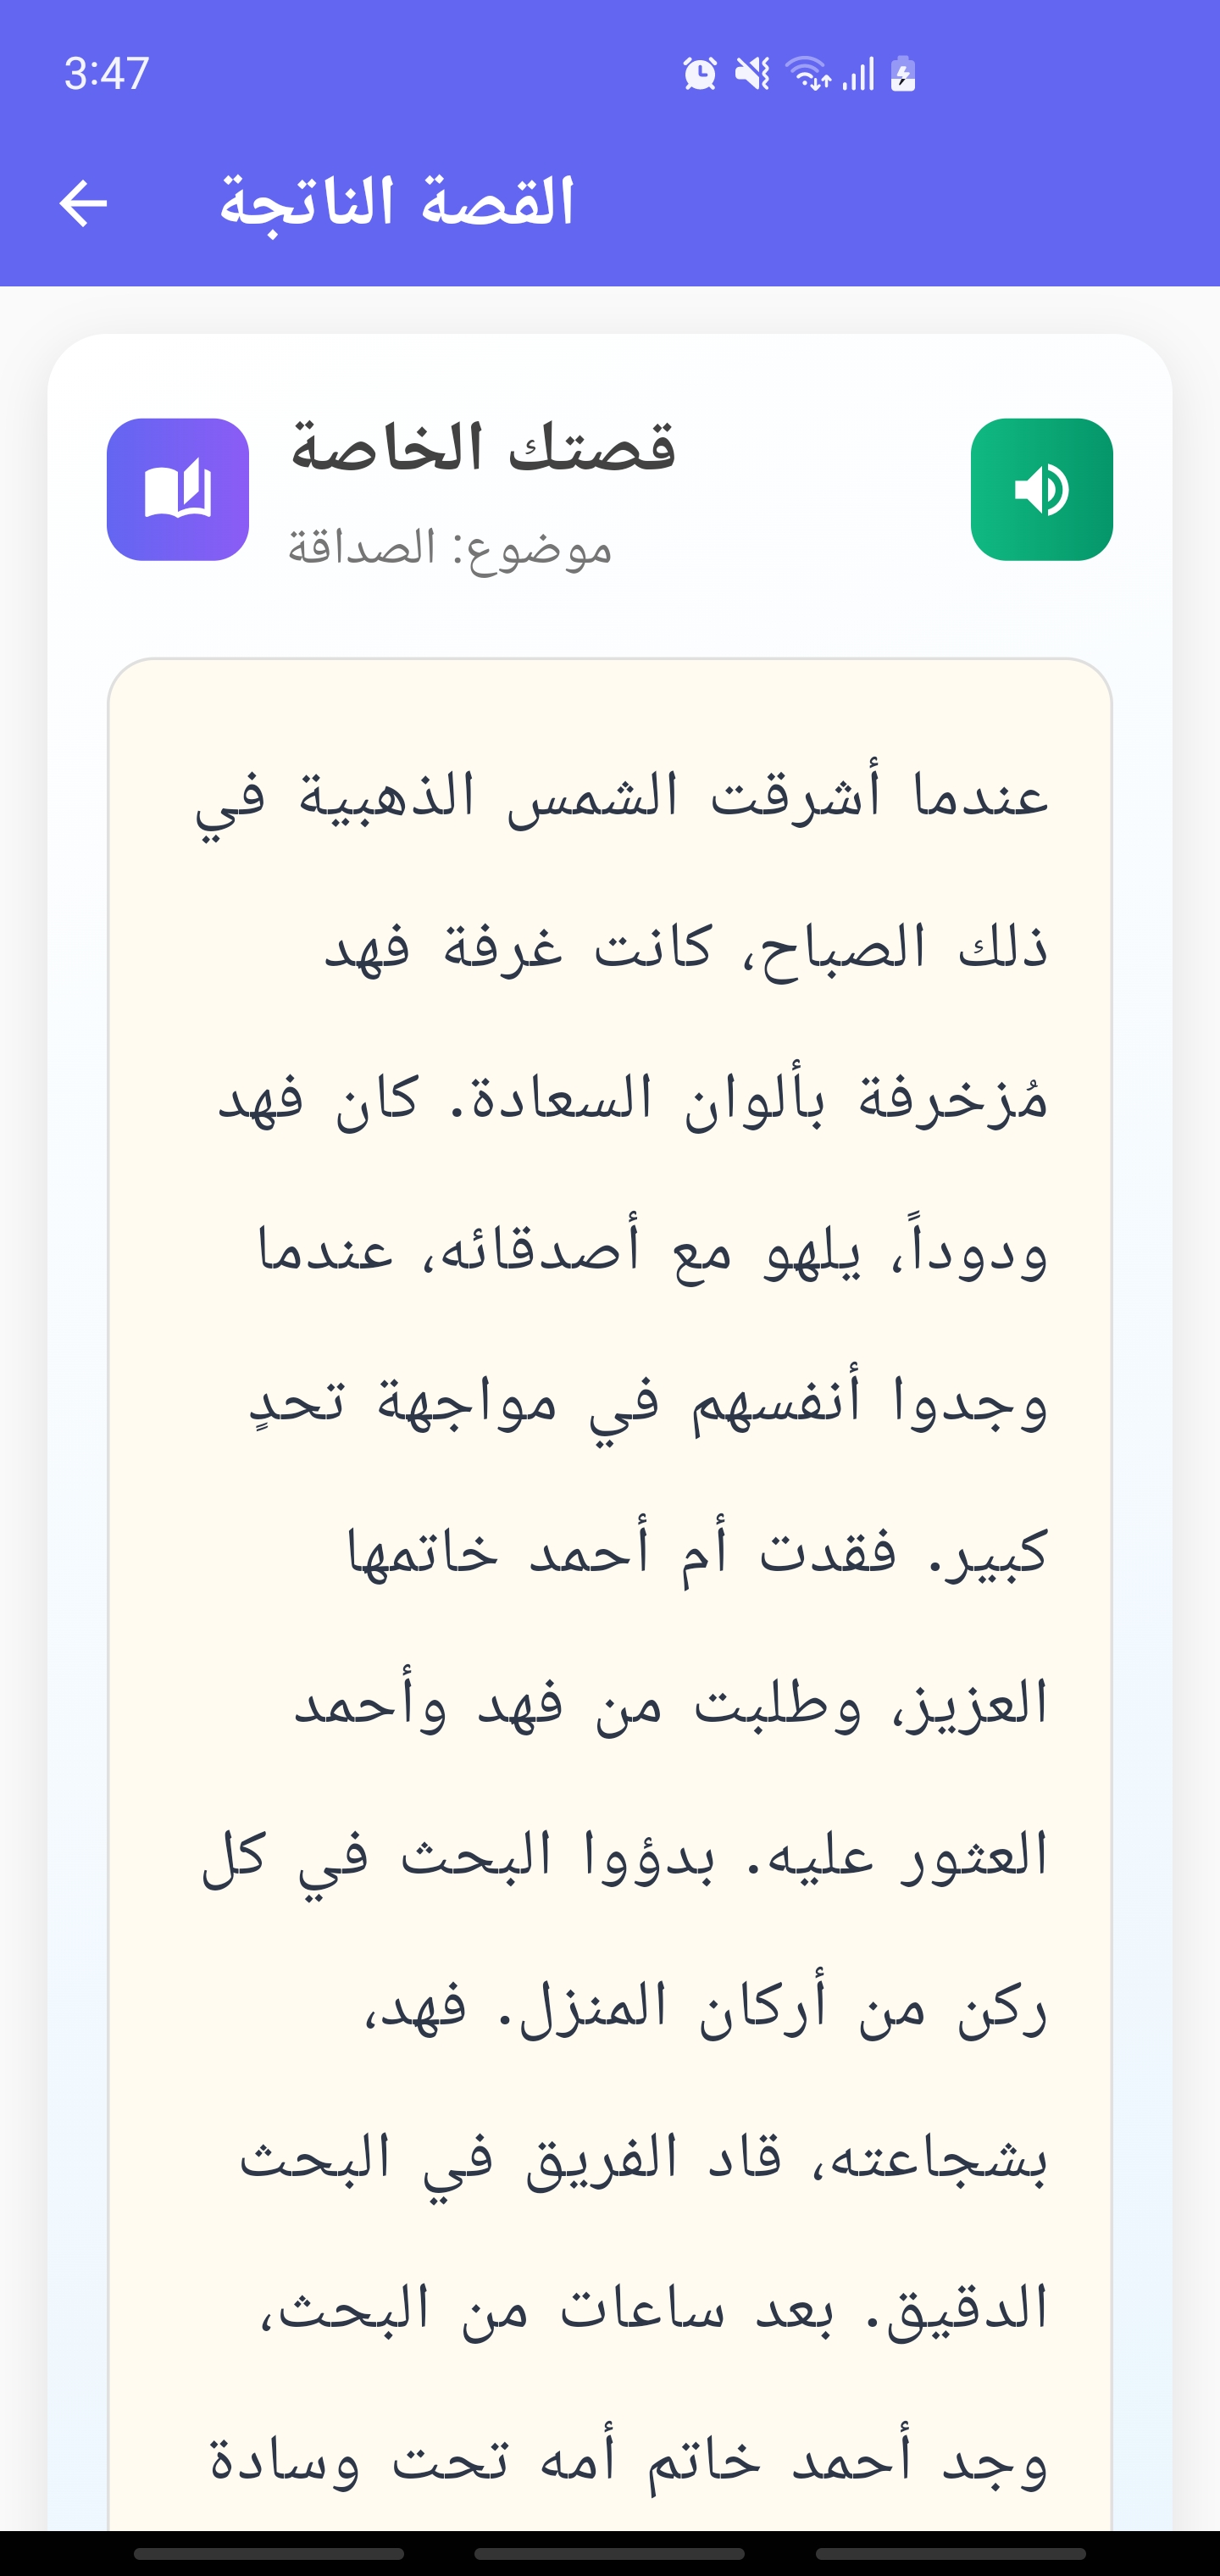 3:47
القصة الناتجة
قصتك الخاصة
موضوع: الصداقة
عندما أشرقت الشمس الذهبية في
ذلك الصباح، كانت غرفة فهد
مُزخرفة بألوان السعادة. كان فهد
ودوداً، يلهو مع أصدقائه، عندما
وجدوا أنفسهم في مواجهة تحدٍ
كبير. فقدت أم أحمد خاتمها
العزيز، وطلبت من فهد وأحمد
العثور عليه. بدؤوا البحث في كل
ركن من أركان المنزل. فهد،
بشجاعته، قاد الفريق في البحث
الدقيق. بعد ساعات من البحث،
وجد أحمد خاتم أمه تحت وسادة